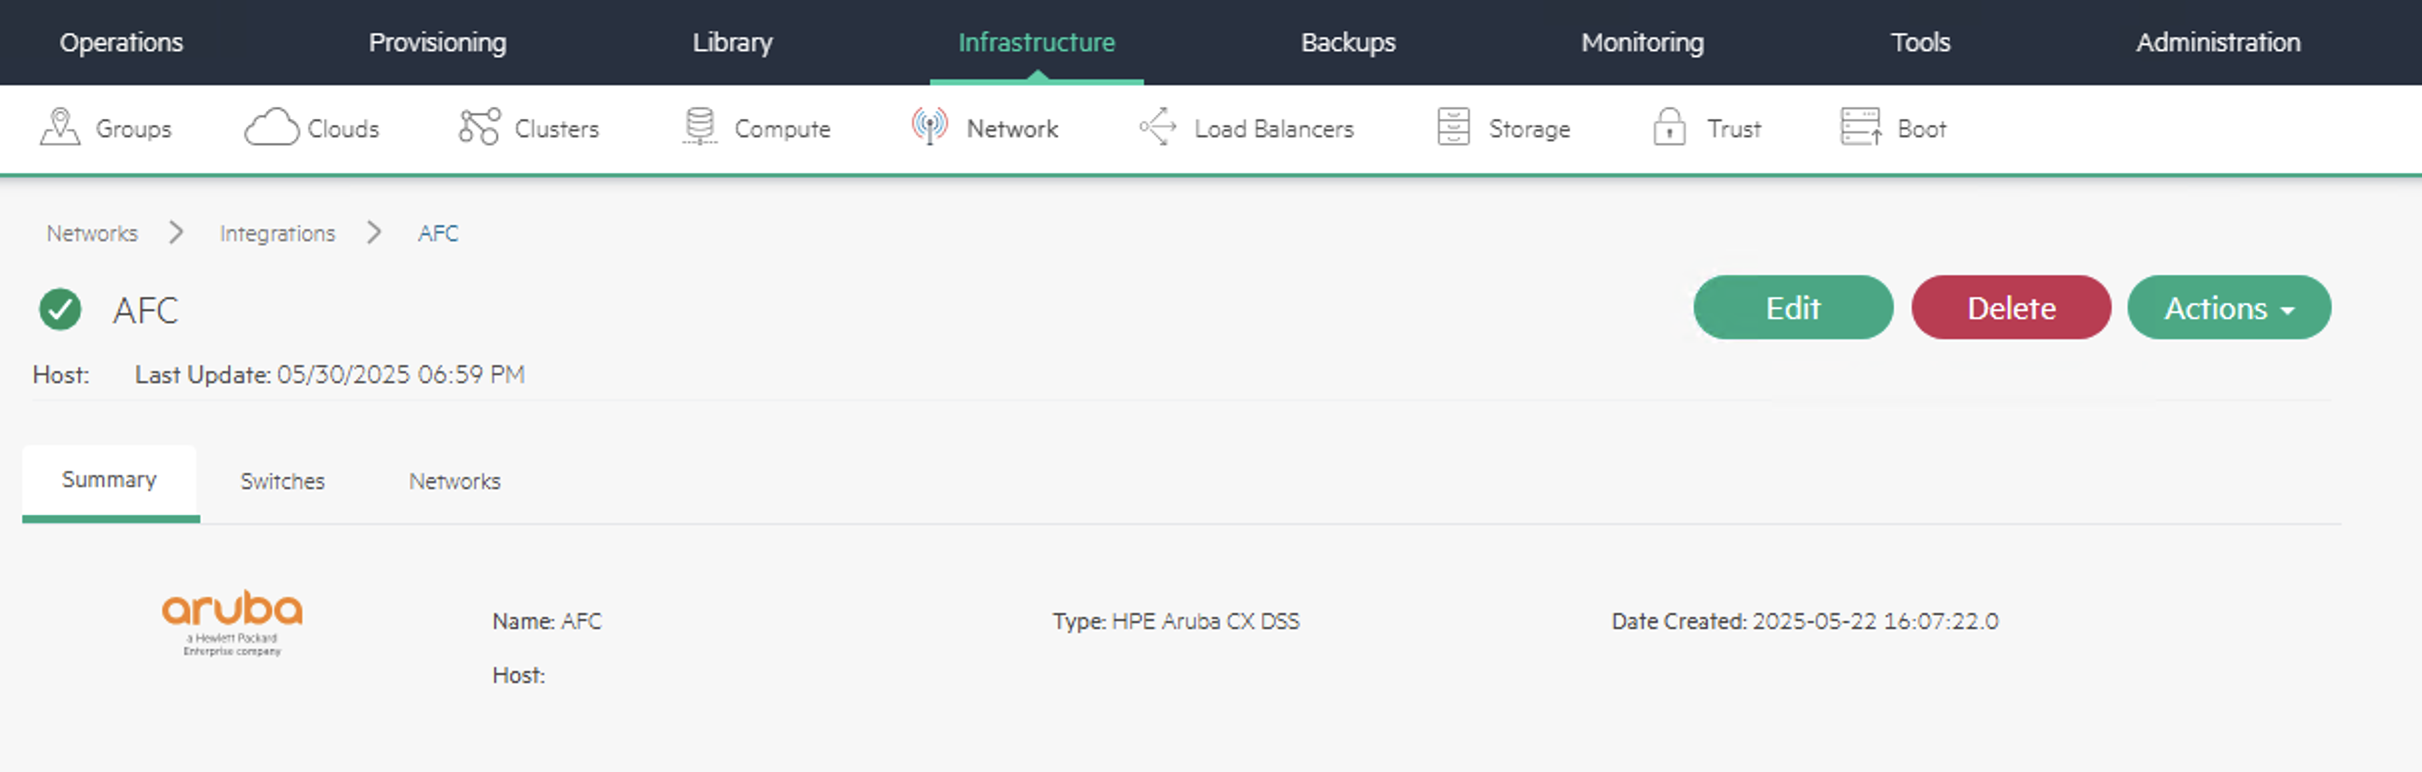 Operations Provisioning Library Infrastructure Backups Monitoring Tools Administration
Groups Clouds Clusters Compute Network Load Balancers Storage Trust Boot
Networks Integrations AFC
AFC
Edit Delete Actions
Host: Last Update: 05/30/2025 06:59 PM
Summary Switches Networks
aruba
a Hewlett Packard
Enterprise company
Name: AFC Type: HPE Aruba CX DSS Date Created: 2025-05-22 16:07:22.0
Host: